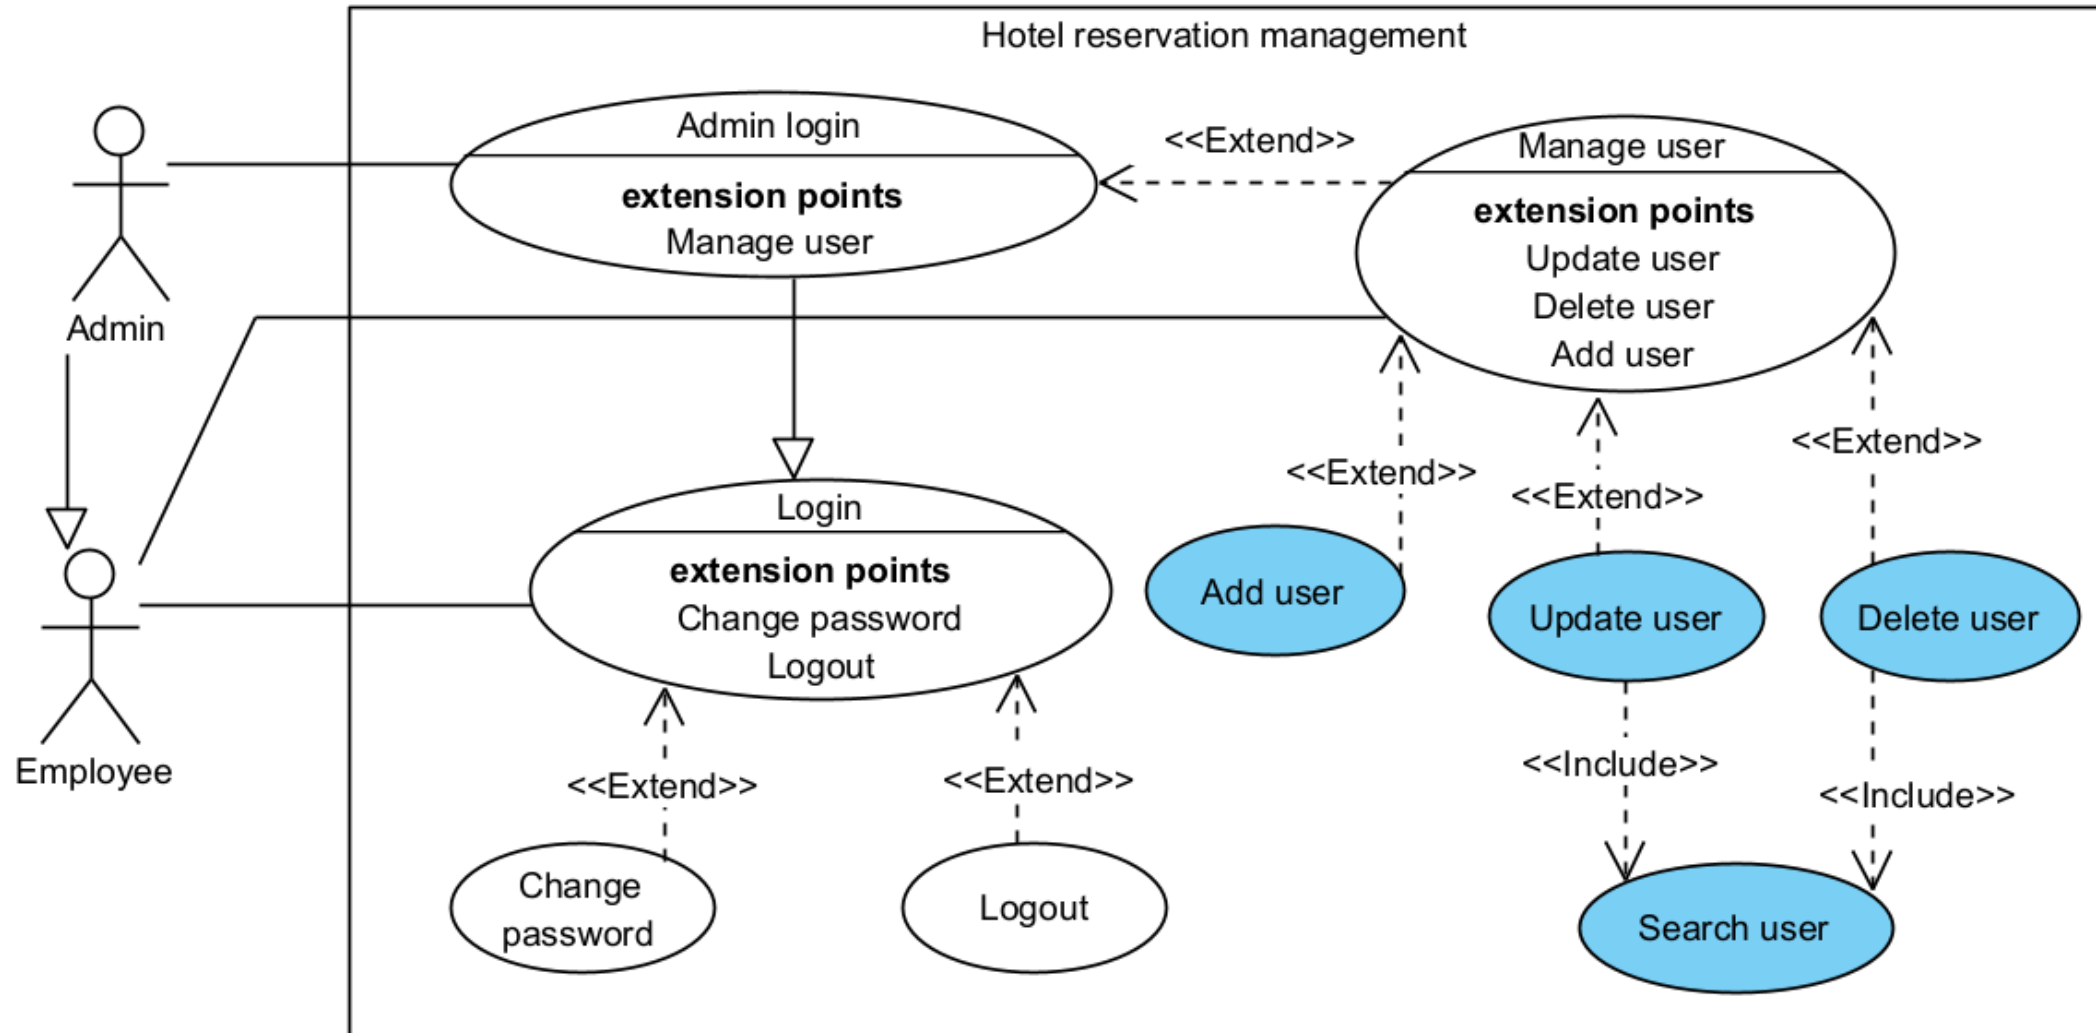 Hotel reservation management
Admin login
extension points
Manage user
<<Extend>>
Manage user
extension points
Update user
Delete user
Add user
Admin
<<Extend>>
<<Extend>>
<<Extend>>
Login
extension points
Change password
Logout
Add user
Update user
Delete user
Employee
<<Extend>>
<<Extend>>
<<Include>>
<<Include>>
Change
password
Logout
Search user